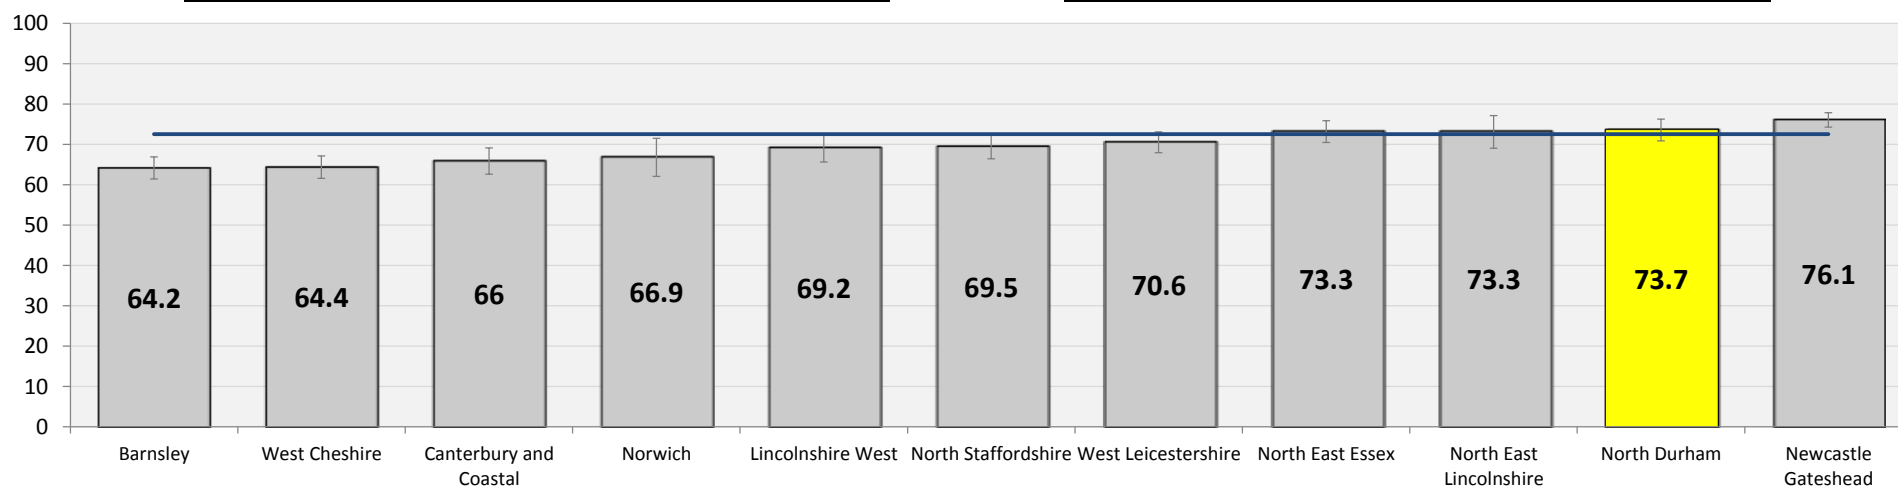 100
90
80
70
60
50
40
30
20
10
0
64.2
64.4
66
66.9
69.2
69.5
70.6
73.3
73.3
73.7
76.1
Barnsley
West Cheshire
Canterbury and
Coastal
Norwich
Lincolnshire West
North Staffordshire
West Leicestershire
North East Essex
North East
Lincolnshire
North Durham
Newcastle
Gateshead